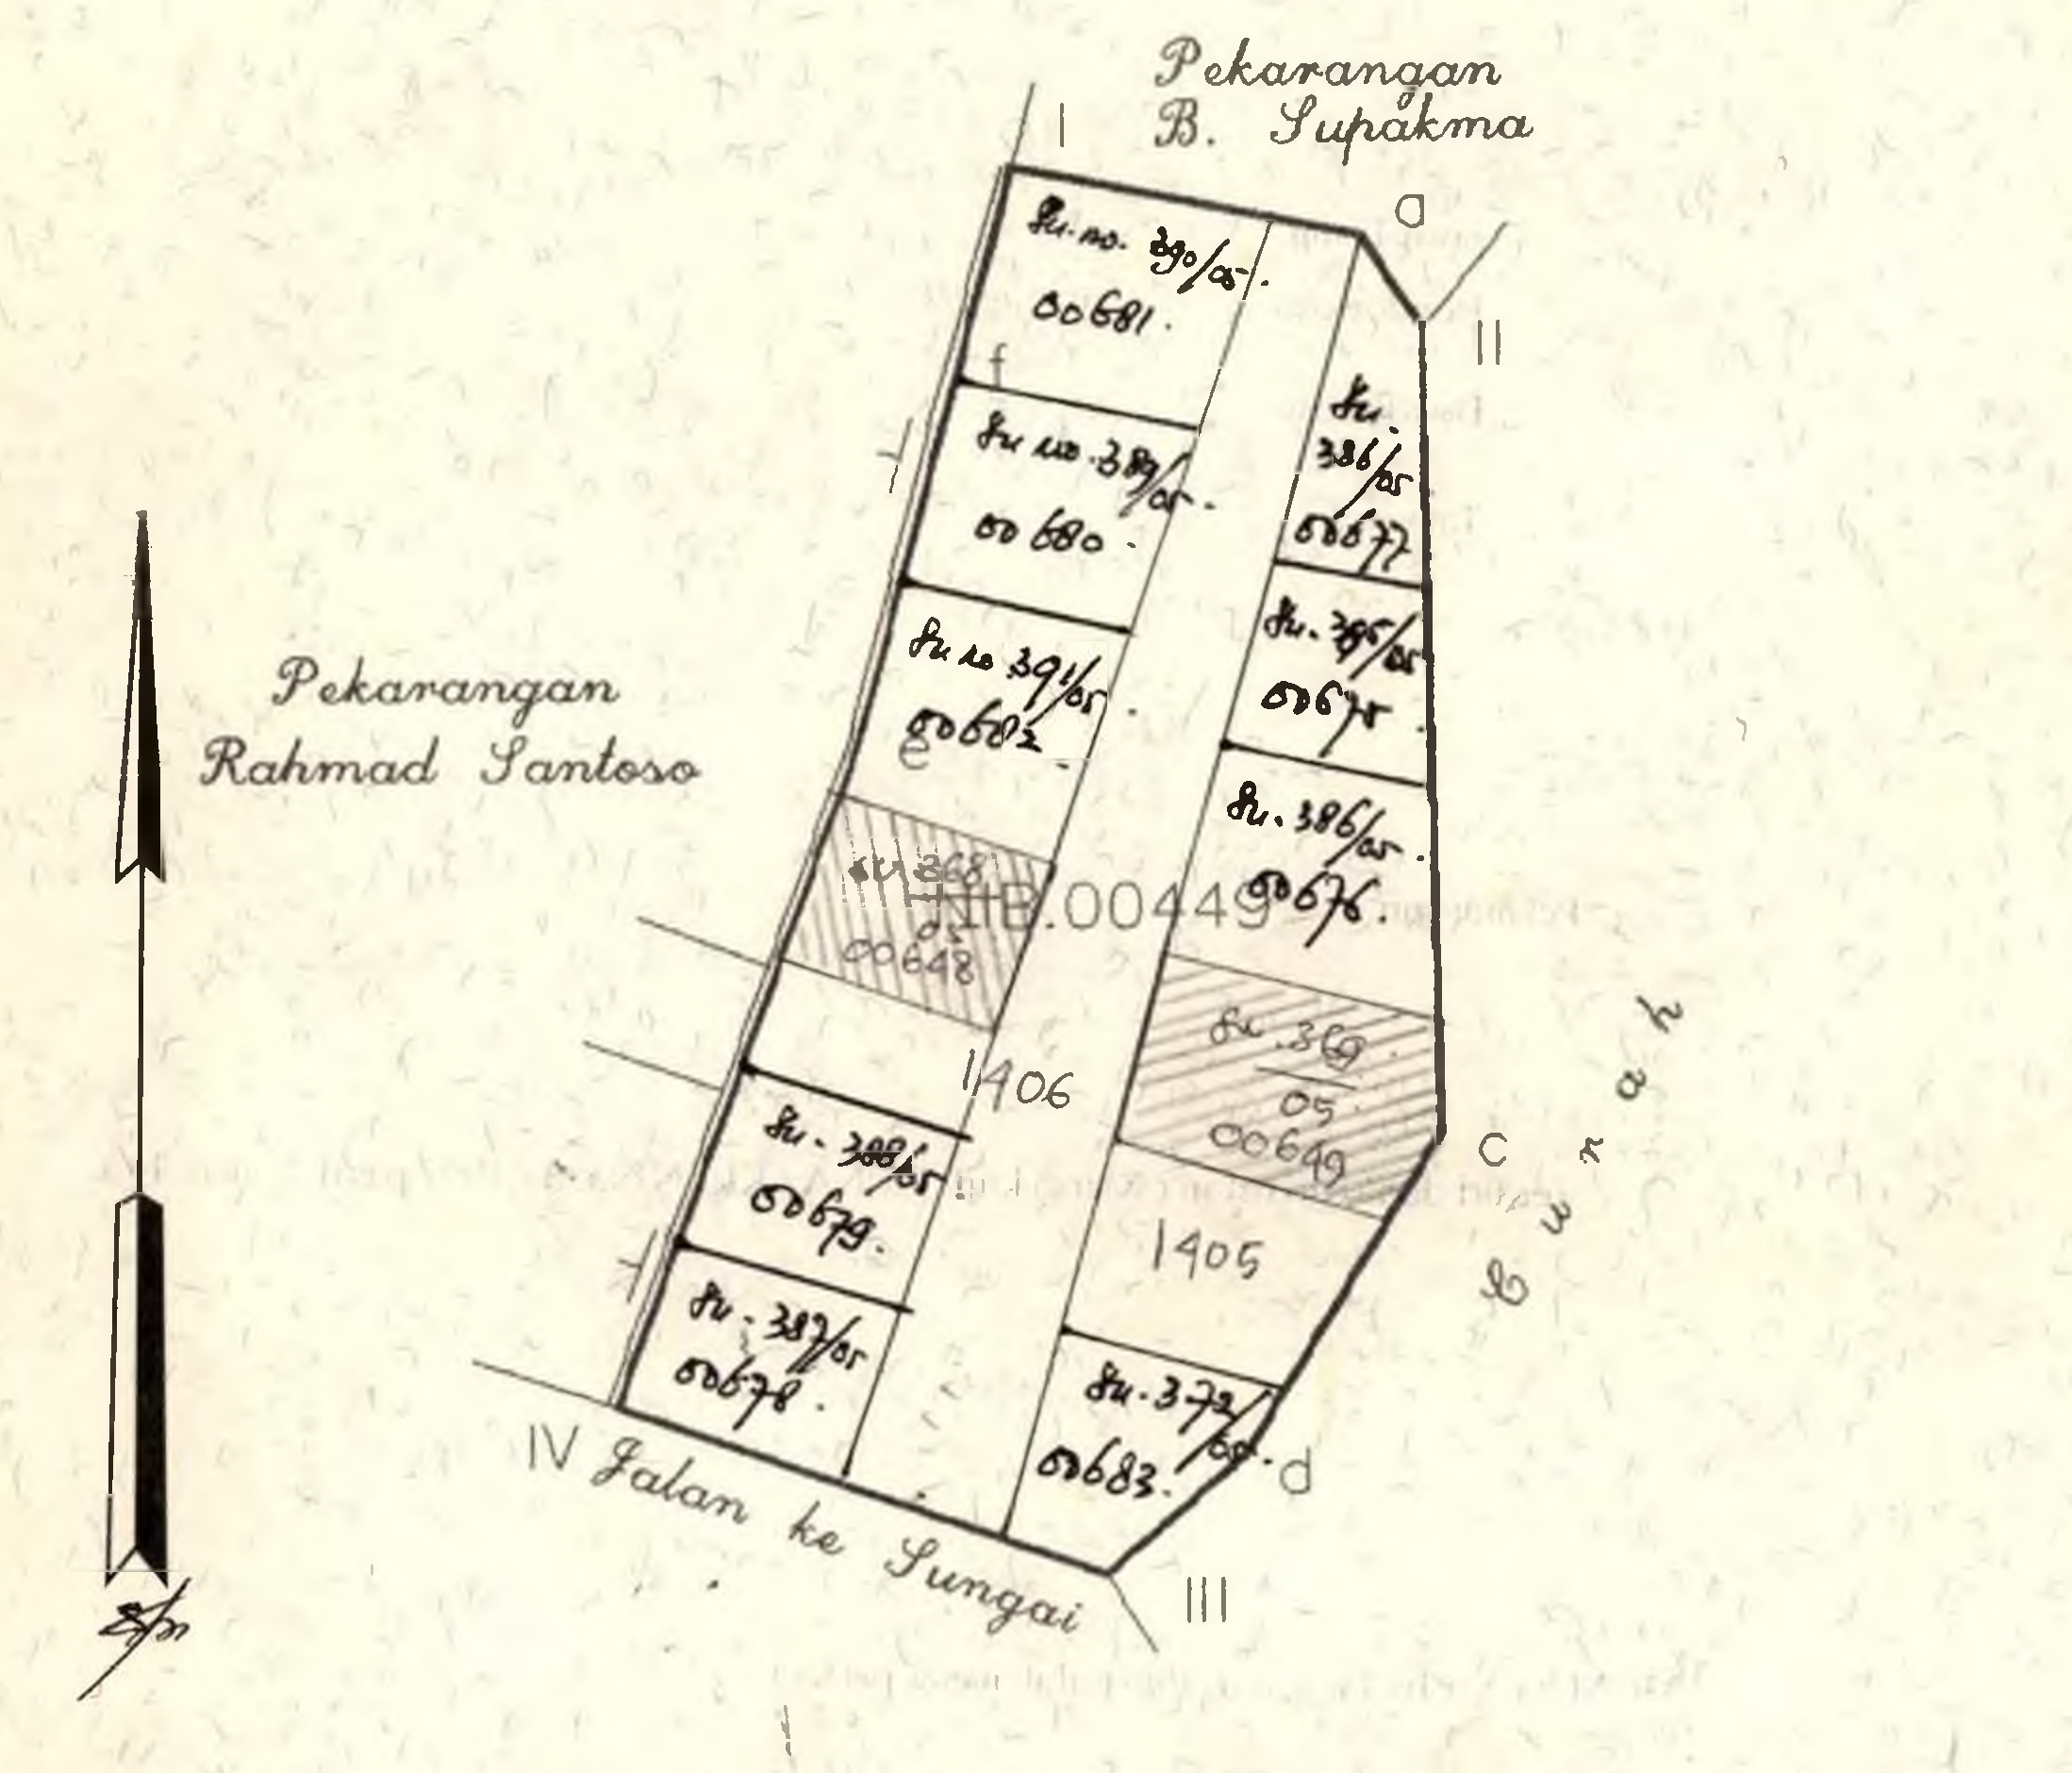 Pekarangan
B. Supakma
I
a
II
Su. no. 390/05.
00681.
f
Su no. 389/05.
00680.
Su.
386/05
00677
Su no 391/05.
00682
e
Su.
00675.
Su. 386/05.
00676.
Pekarangan
Rahmad Santoso
su 368
05
00648
NIB.00449
Su. 369
05
00649
1406
c
Curah
Su. 388/05
00679.
1405
Su. 387/05
00678.
Su. 372/05.
00683.
d
IV
Jalan ke Sungai
III